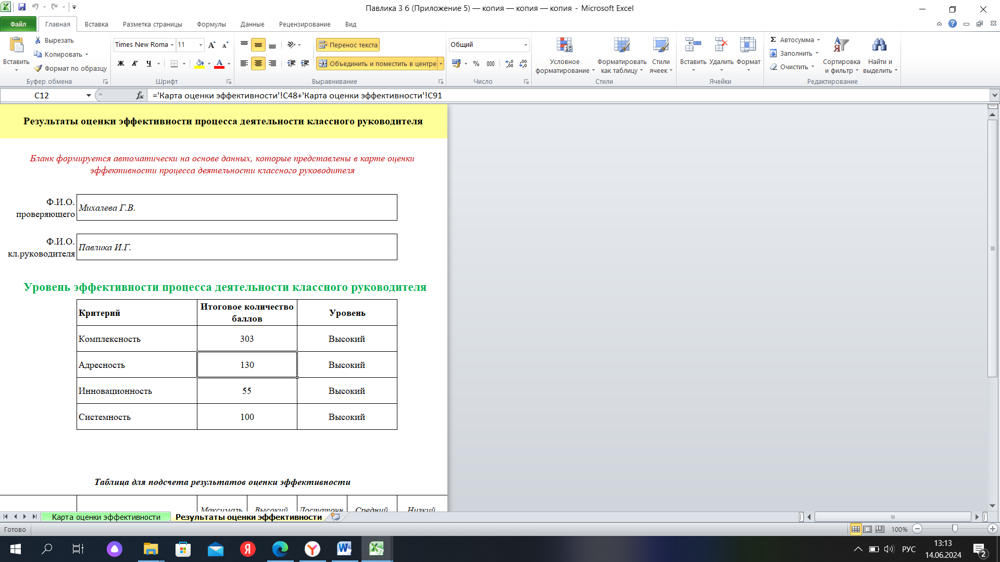 Павлика 3 б (Приложение 5) — копия — копия — копия - Microsoft Excel
Файл Главная Вставка Разметка страницы Формулы Данные Рецензирование Вид
Вставить
Вырезать
Копировать
Формат по образцу
Буфер обмена
Times New Roma 11
Ж К Ч
Шрифт
Перенос текста
Объединить и поместить в центре
Выравнивание
Общий
% 000
Число
Условное форматирование
Форматировать как таблицу
Стили ячеек
Стили
Вставить Удалить Формат
Ячейки
Σ Автосумма
Заполнить
Очистить
Сортировка и фильтр
Найти и выделить
Редактирование
C12
fx ='Карта оценки эффективности'!C48+'Карта оценки эффективности'!C91
Результаты оценки эффективности процесса деятельности классного руководителя
Бланк формируется автоматически на основе данных, которые представлены в карте оценки
эффективности процесса деятельности классного руководителя
Ф.И.О.
проверяющего
Михалева Г.В.
Ф.И.О.
кл.руководителя
Павлика И.Г.
Уровень эффективности процесса деятельности классного руководителя
Критерий Итоговое количество баллов Уровень
Комплексность 303 Высокий
Адресность 130 Высокий
Инновационность 55 Высокий
Системность 100 Высокий
Таблица для подсчета результатов оценки эффективности
Максималь Высокий Достаточн Средний Низкий
Карта оценки эффективности Результаты оценки эффективности
Готово
100%
РУС
13:13
14.06.2024
2